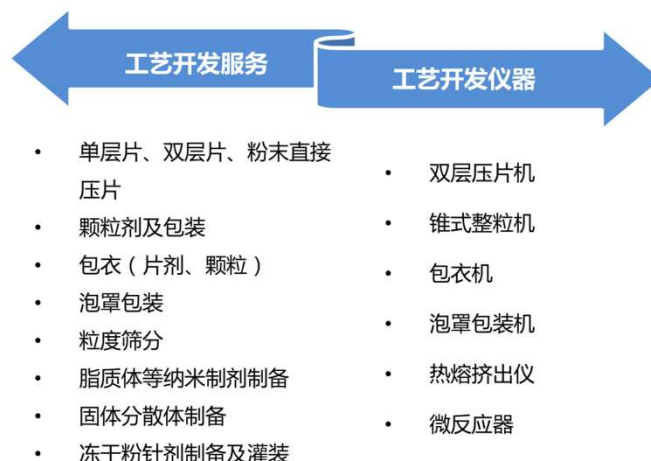 工艺开发服务
工艺开发仪器
• 单层片、双层片、粉末直接
压片
• 颗粒剂及包装
• 包衣（片剂、颗粒）
• 泡罩包装
• 粒度筛分
• 脂质体等纳米制剂制备
• 固体分散体制备
• 冻干粉针剂制备及灌装
• 双层压片机
• 锥式整粒机
• 包衣机
• 泡罩包装机
• 热熔挤出仪
• 微反应器